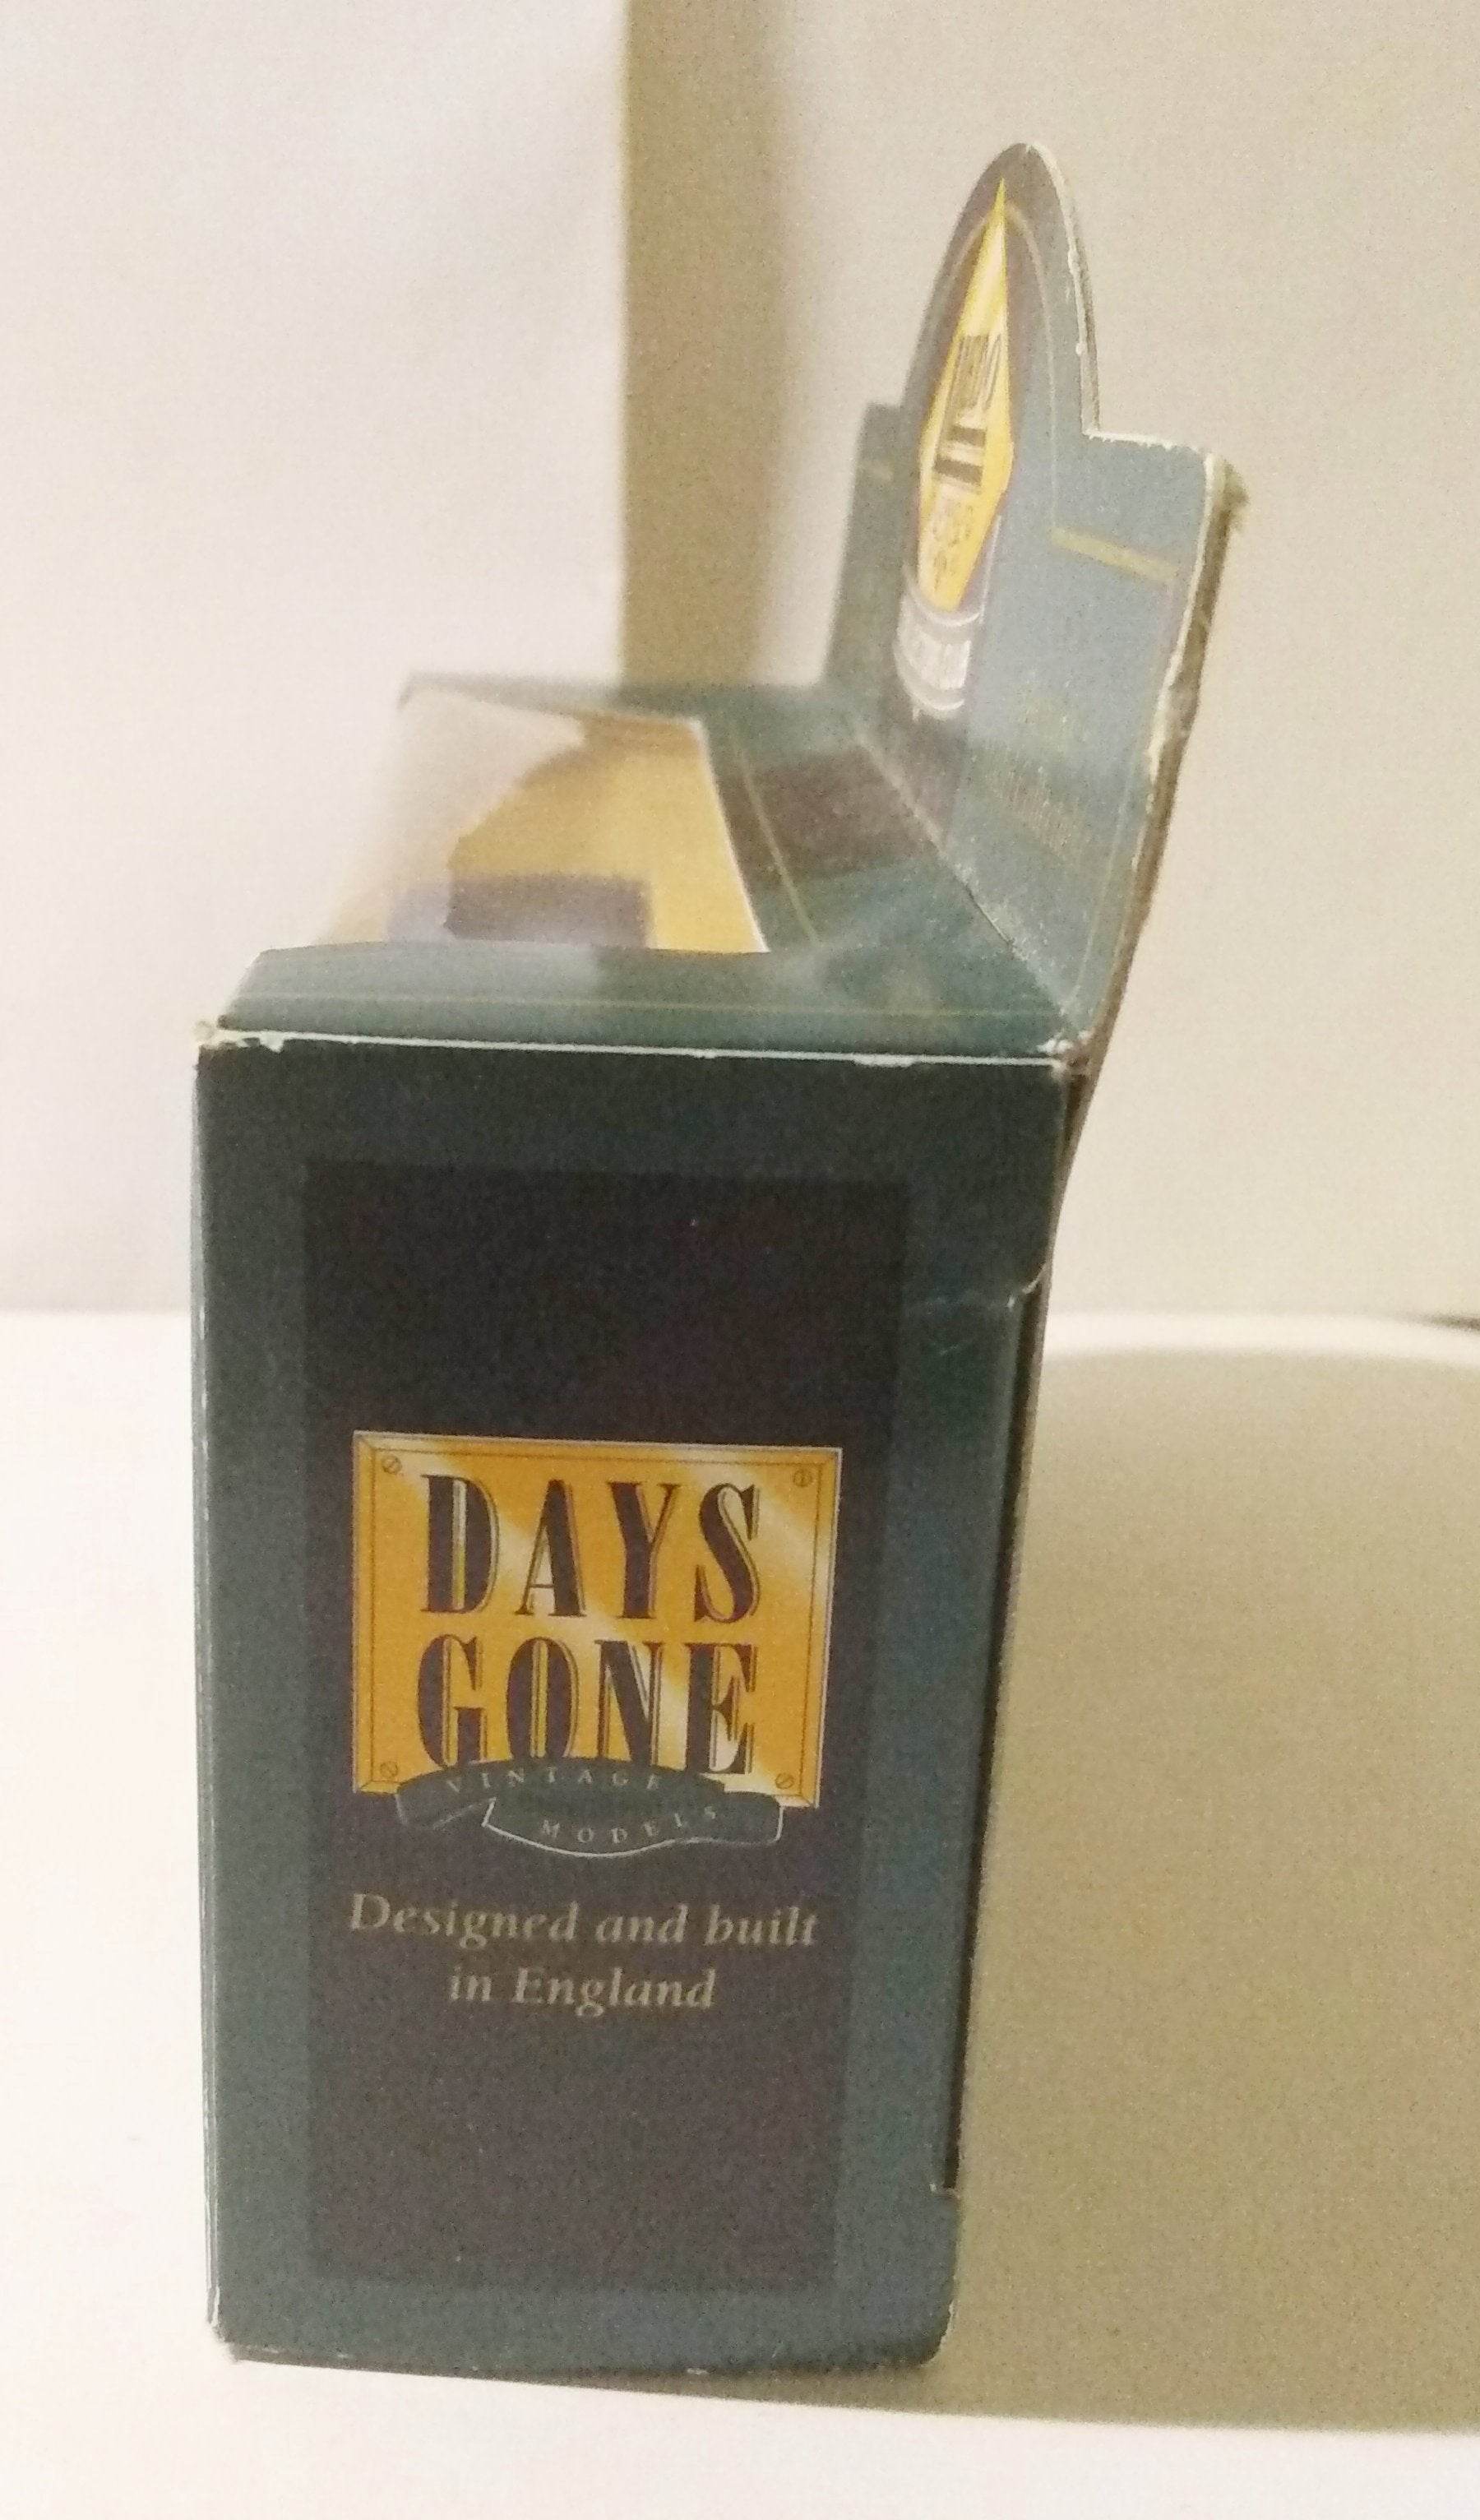 DAYS
GONE
VINTAGE
MODELS
Designed and built
in England